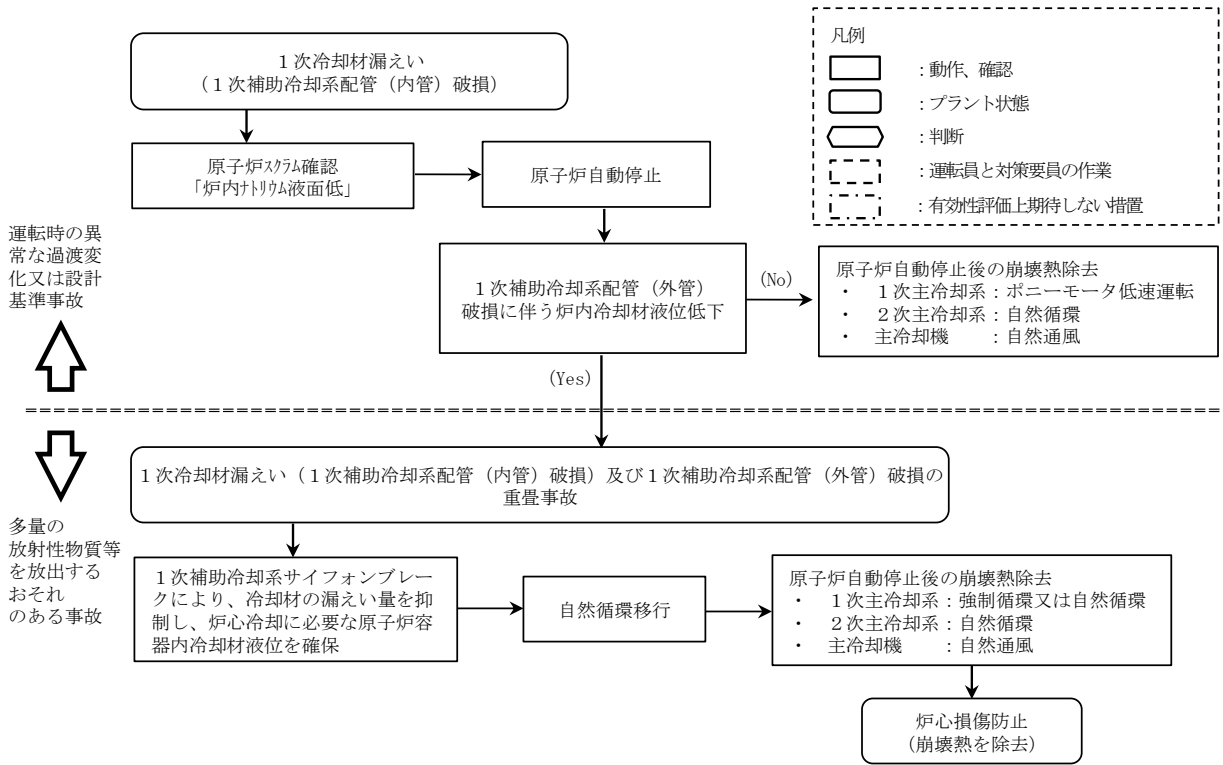 １次冷却材漏えい
（１次補助冷却系配管（内管）破損）
原子炉ｽｸﾗﾑ確認
「炉内ﾅﾄﾘｳﾑ液面低」
原子炉自動停止
凡例
：動作、確認
：プラント状態
：判断
：運転員と対策要員の作業
：有効性評価上期待しない措置
運転時の異
常な過渡変
化又は設計
基準事故
１次補助冷却系配管（外管）
破損に伴う炉内冷却材液位低下
(No)
原子炉自動停止後の崩壊熱除去
・　１次主冷却系：ポニーモータ低速運転
・　２次主冷却系：自然循環
・　主冷却機　　：自然通風
(Yes)
１次冷却材漏えい（１次補助冷却系配管（内管）破損）及び１次補助冷却系配管（外管）破損の
重畳事故
多量の
放射性物質等
を放出する
おそれ
のある事故
１次補助冷却系サイフォンブレー
クにより、冷却材の漏えい量を抑
制し、炉心冷却に必要な原子炉容
器内冷却材液位を確保
自然循環移行
原子炉自動停止後の崩壊熱除去
・　１次主冷却系：強制循環又は自然循環
・　２次主冷却系：自然循環
・　主冷却機　　：自然通風
炉心損傷防止
(崩壊熱を除去)